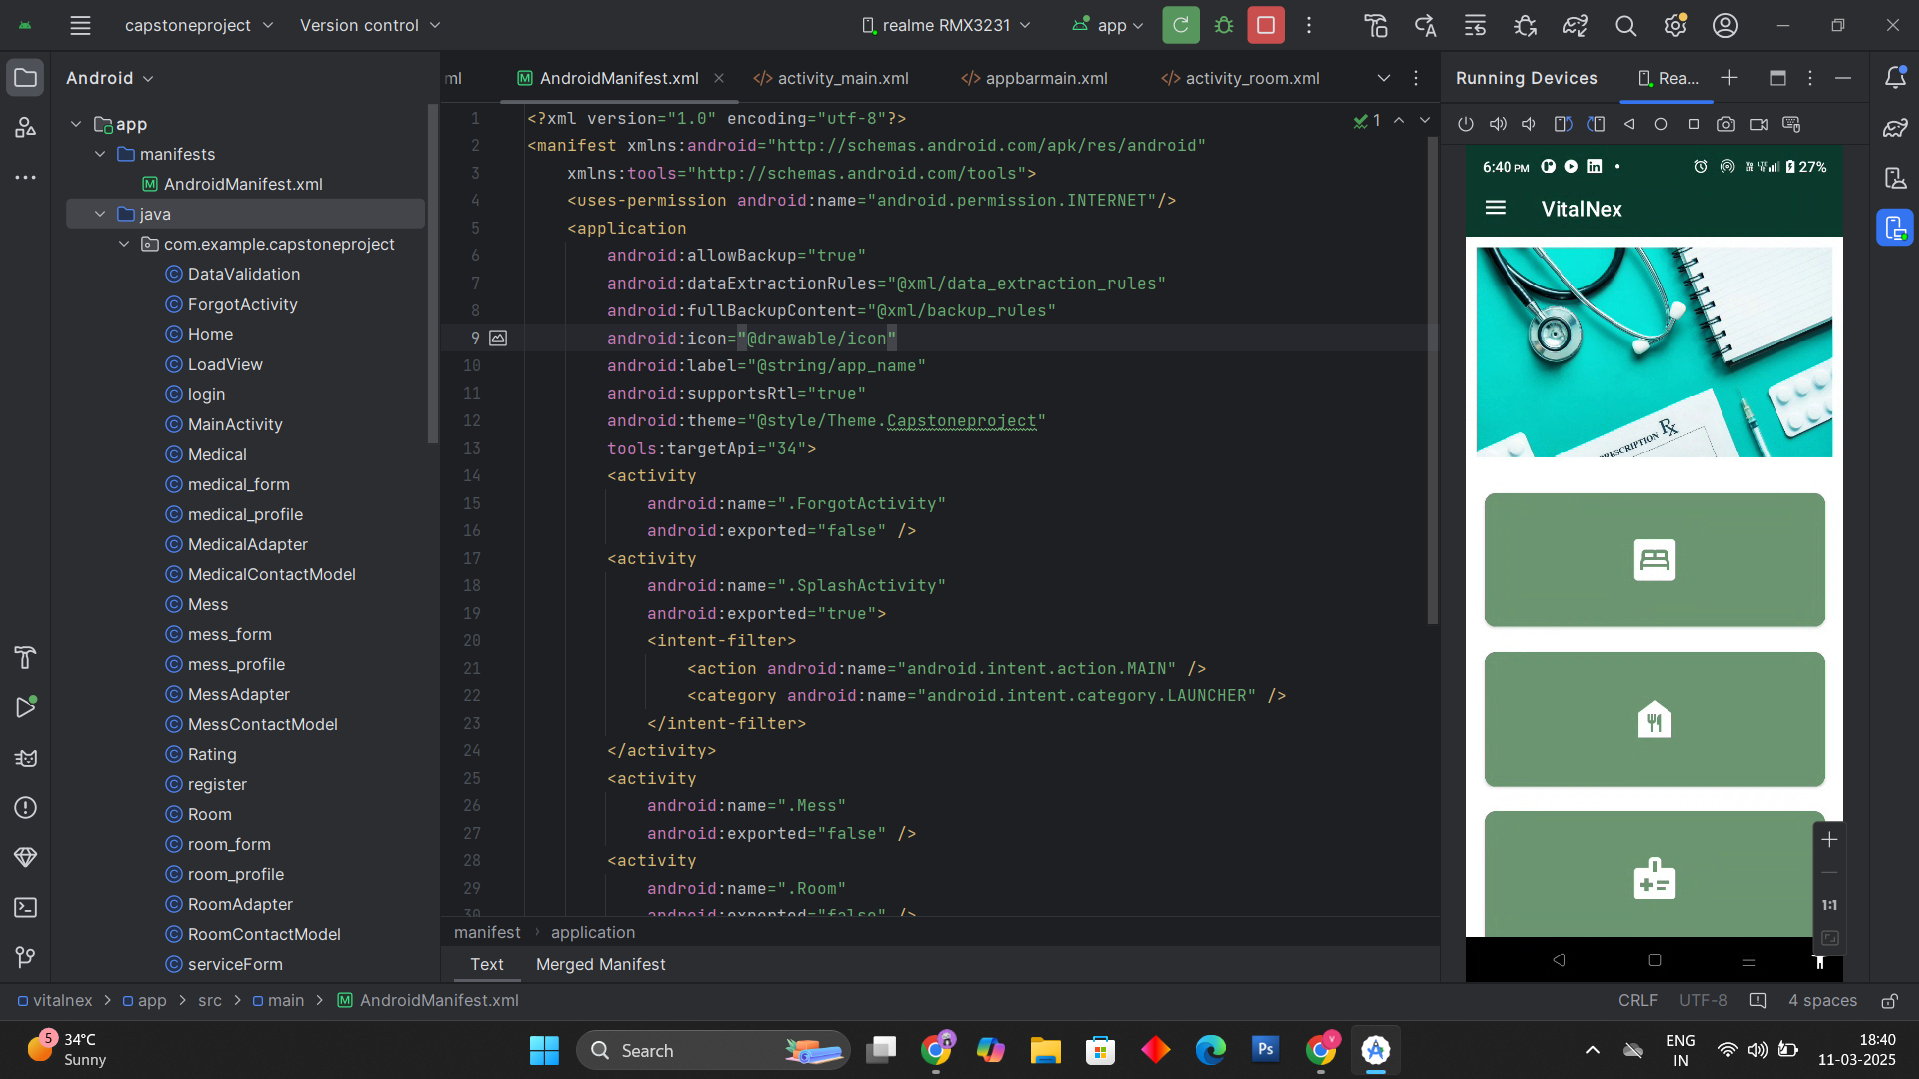 capstoneproject
Version control
realme RMX3231
app
Android
ml
AndroidManifest.xml
activity_main.xml
appbarmain.xml
activity_room.xml
Running Devices
Rea...
app
manifests
AndroidManifest.xml
java
com.example.capstoneproject
DataValidation
ForgotActivity
Home
LoadView
login
MainActivity
Medical
medical_form
medical_profile
MedicalAdapter
MedicalContactModel
Mess
mess_form
mess_profile
MessAdapter
MessContactModel
Rating
register
Room
room_form
room_profile
RoomAdapter
RoomContactModel
serviceForm
1 <?xml version="1.0" encoding="utf-8"?>
2 <manifest xmlns:android="http://schemas.android.com/apk/res/android"
3 xmlns:tools="http://schemas.android.com/tools">
4 <uses-permission android:name="android.permission.INTERNET"/>
5 <application
6 android:allowBackup="true"
7 android:dataExtractionRules="@xml/data_extraction_rules"
8 android:fullBackupContent="@xml/backup_rules"
9 android:icon="@drawable/icon"
10 android:label="@string/app_name"
11 android:supportsRtl="true"
12 android:theme="@style/Theme.Capstoneproject"
13 tools:targetApi="34">
14 <activity
15 android:name=".ForgotActivity"
16 android:exported="false" />
17 <activity
18 android:name=".SplashActivity"
19 android:exported="true">
20 <intent-filter>
21 <action android:name="android.intent.action.MAIN" />
22 <category android:name="android.intent.category.LAUNCHER" />
23 </intent-filter>
24 </activity>
25 <activity
26 android:name=".Mess"
27 android:exported="false" />
28 <activity
29 android:name=".Room"
30 android:exported="false" />
1
manifest > application
Text
Merged Manifest
6:40 PM
27%
VitalNex
PRESCRIPTION Rx
1:1
vitalnex > app > src > main > AndroidManifest.xml
CRLF
UTF-8
4 spaces
5
34°C
Sunny
Search
Ps
V
ENG
IN
18:40
11-03-2025